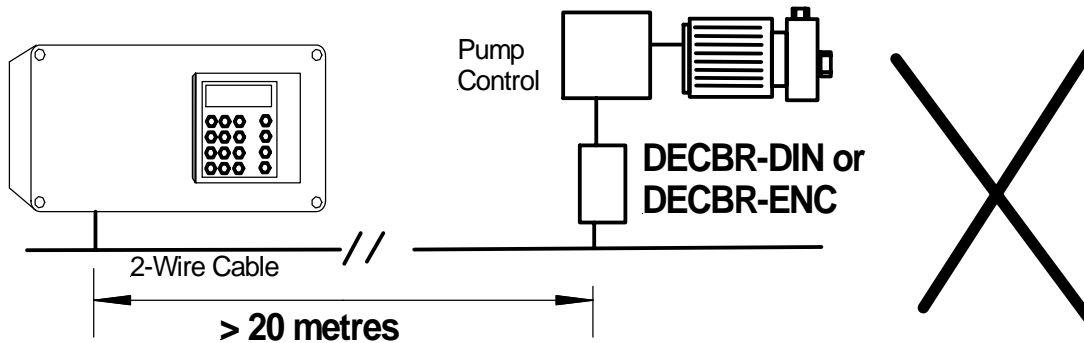 Pump
Control
DECBR-DIN or
DECBR-ENC
2-Wire Cable
> 20 metres